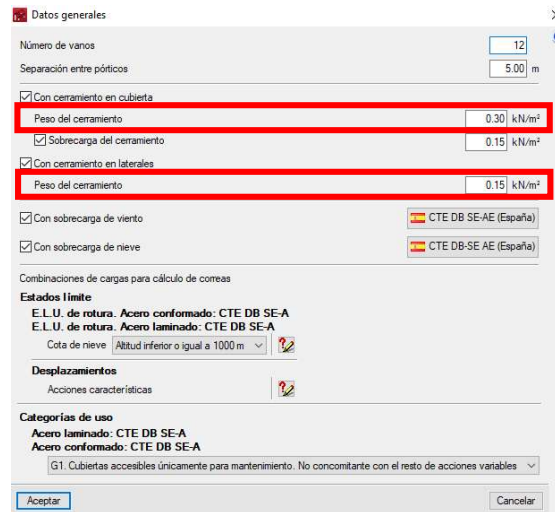 Datos generales
Número de vanos 12
Separación entre pórticos 5.00 m
Con cerramiento en cubierta
Peso del cerramiento 0.30 kN/m²
Sobrecarga del cerramiento 0.15 kN/m²
Con cerramiento en laterales
Peso del cerramiento 0.15 kN/m²
Con sobrecarga de viento CTE DB SE-AE (España)
Con sobrecarga de nieve CTE DB-SE AE (España)
Combinaciones de cargas para cálculo de correas
Estados límite
E.L.U. de rotura. Acero conformado: CTE DB SE-A
E.L.U. de rotura. Acero laminado: CTE DB SE-A
Cota de nieve Altitud inferior o igual a 1000 m
Desplazamientos
Acciones características
Categorías de uso
Acero laminado: CTE DB SE-A
Acero conformado: CTE DB SE-A
G1. Cubiertas accesibles únicamente para mantenimiento. No concomitante con el resto de acciones variables
Aceptar Cancelar